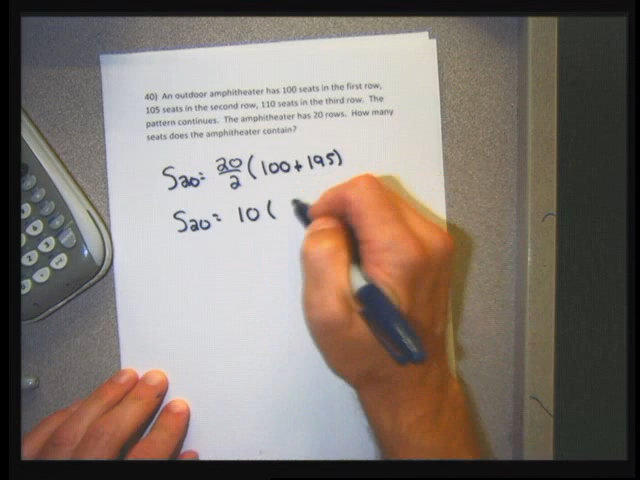 40) An outdoor amphitheater has 100 seats in the first row,
105 seats in the second row, 110 seats in the third row. The
pattern continues. The amphitheater has 20 rows. How many
seats does the amphitheater contain?
S₂₀= 20/2 (100+195)
S₂₀= 10(